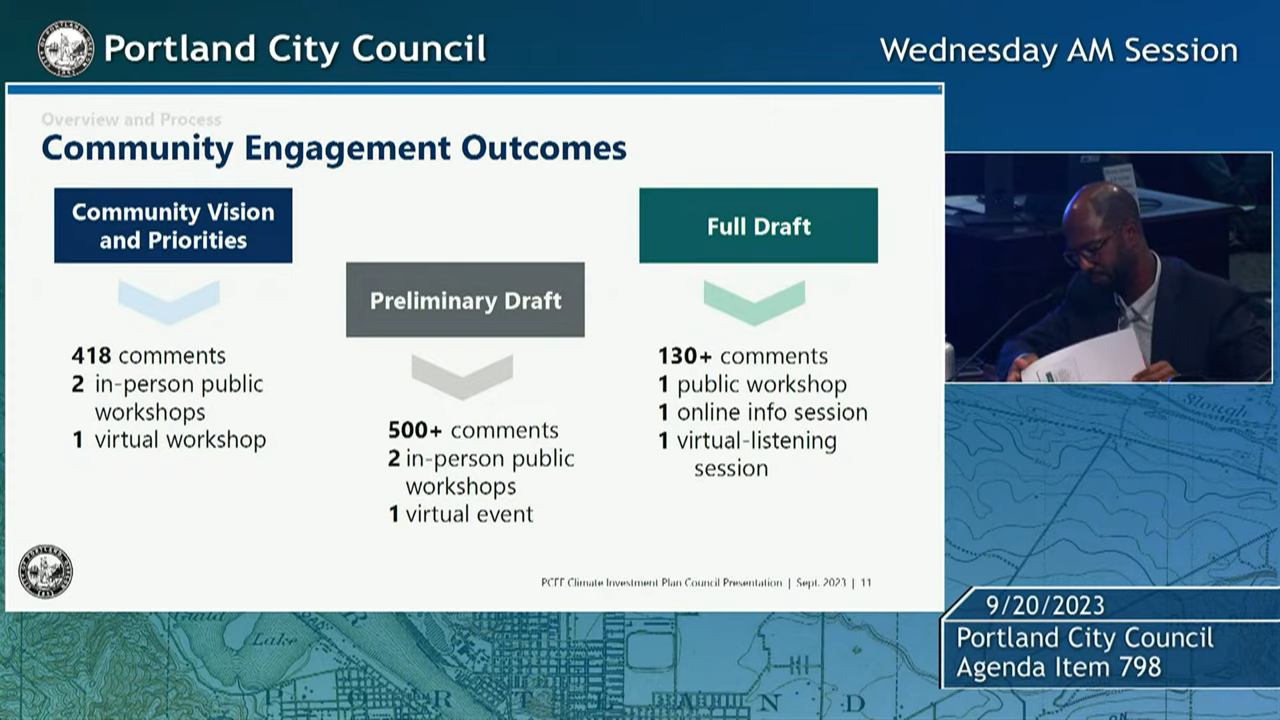 Portland City Council
Wednesday AM Session
Overview and Process
Community Engagement Outcomes
Community Vision
and Priorities
418 comments
2 in-person public
workshops
1 virtual workshop
Preliminary Draft
500+ comments
2 in-person public
workshops
1 virtual event
Full Draft
130+ comments
1 public workshop
1 online info session
1 virtual-listening
session
PCEF Climate Investment Plan Council Presentation | Sept. 2023 | 11
Slough
Lake
9/20/2023
Portland City Council
Agenda Item 798